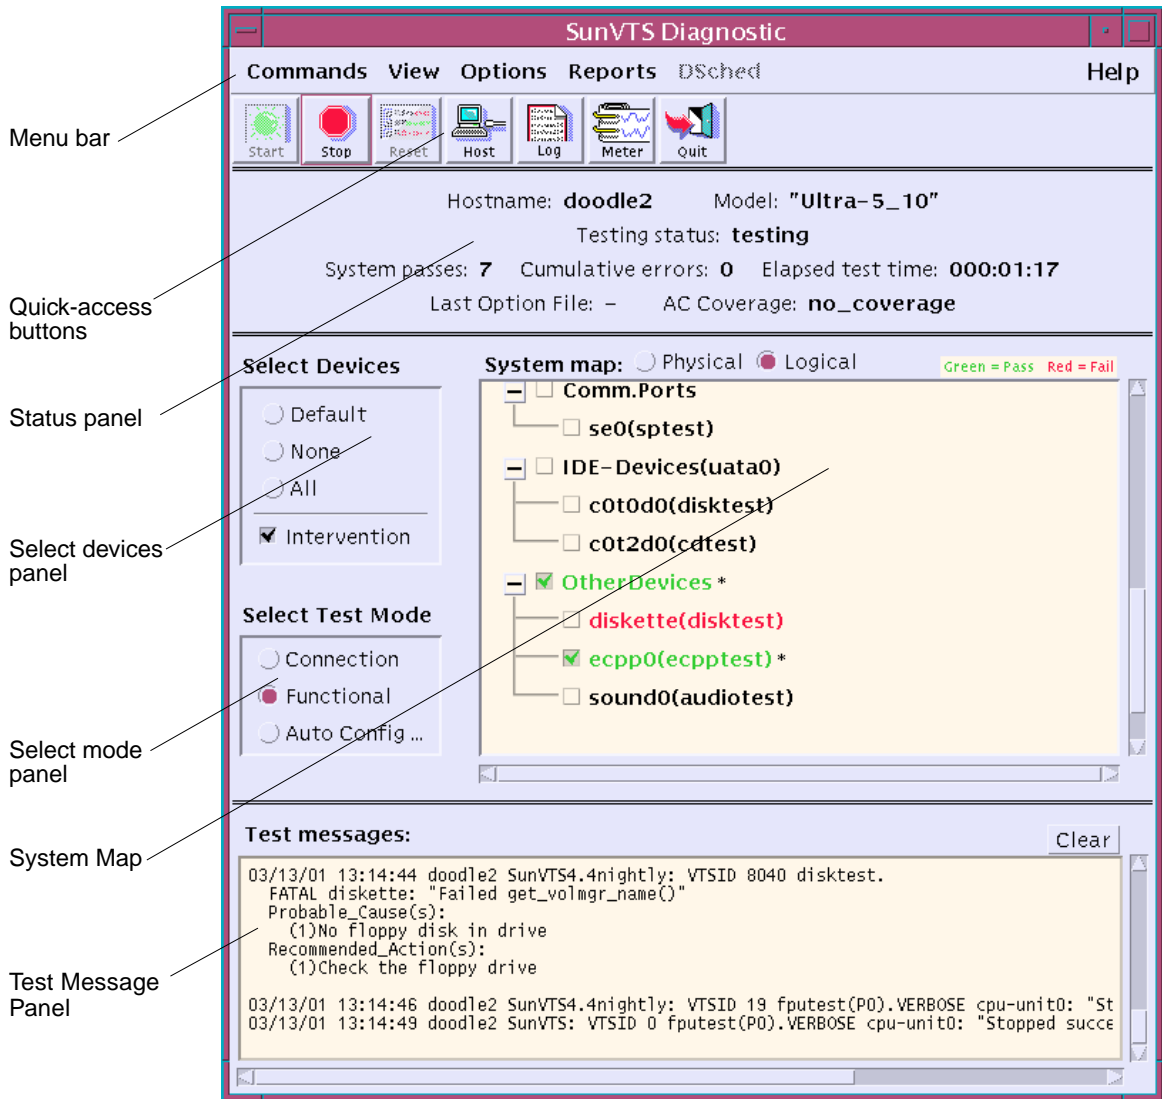 SunVTS Diagnostic
Commands View Options Reports DSched Help
Menu bar
Start Stop Reset Host Log Meter Quit
Hostname: doodle2 Model: "Ultra-5_10"
Testing status: testing
System passes: 7 Cumulative errors: 0 Elapsed test time: 000:01:17
Last Option File: - AC Coverage: no_coverage
Quick-access
buttons
Select Devices
System map: Physical Logical Green = Pass Red = Fail
Status panel
Default
None
All
Intervention
Select devices
panel
Comm.Ports
se0(sptest)
IDE-Devices(uata0)
c0t0d0(disktest)
c0t2d0(cdtest)
OtherDevices *
diskette(disktest)
ecpp0(ecpptest) *
sound0(audiotest)
Select Test Mode
Connection
Functional
Auto Config ...
Select mode
panel
System Map
Test messages:
Clear
03/13/01 13:14:44 doodle2 SunVTS4.4nightly: VTSID 8040 disktest.
FATAL diskette: "Failed get_volmgr_name()"
Probable_Cause(s):
(1)No floppy disk in drive
Recommended_Action(s):
(1)Check the floppy drive
03/13/01 13:14:46 doodle2 SunVTS4.4nightly: VTSID 19 fputest(P0).VERBOSE cpu-unit0: "St
03/13/01 13:14:49 doodle2 SunVTS: VTSID 0 fputest(P0).VERBOSE cpu-unit0: "Stopped succe
Test Message
Panel